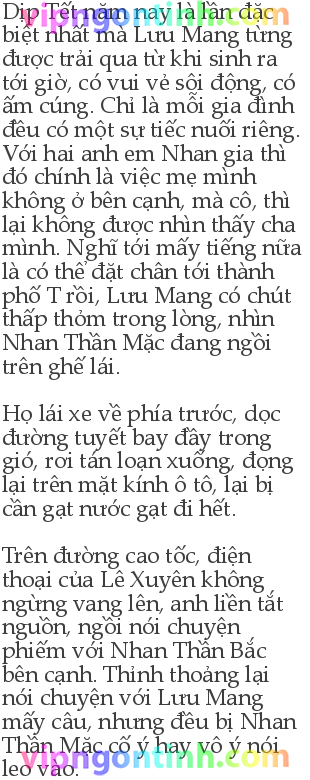 Dịp Tết năm nay là lần đặc
biệt nhất mà Lưu Mang từng
được trải qua từ khi sinh ra
tới giờ, có vui vẻ sội động, có
ấm cúng. Chỉ là mỗi gia đình
đều có một sự tiếc nuối riêng.
Với hai anh em Nhan gia thì
đó chính là việc mẹ mình
không ở bên cạnh, mà cô, thì
lại không được nhìn thấy cha
mình. Nghĩ tới mấy tiếng nữa
là có thể đặt chân tới thành
phố T rồi, Lưu Mang có chút
thấp thỏm trong lòng, nhìn
Nhan Thần Mặc đang ngồi
trên ghế lái.
Họ lái xe về phía trước, dọc
đường tuyết bay đầy trong
gió, rơi tán loạn xuống, đọng
lại trên mặt kính ô tô, lại bị
cần gạt nước gạt đi hết.
Trên đường cao tốc, điện
thoại của Lê Xuyên không
ngừng vang lên, anh liền tắt
nguồn, ngồi nói chuyện
phiếm với Nhan Thần Bắc
bên cạnh. Thỉnh thoảng lại
nói chuyện với Lưu Mang
mấy câu, nhưng đều bị Nhan
Thần Mặc cố ý hay vô ý nói
leo vào.
vipngontinh.com
vipngontinh.com